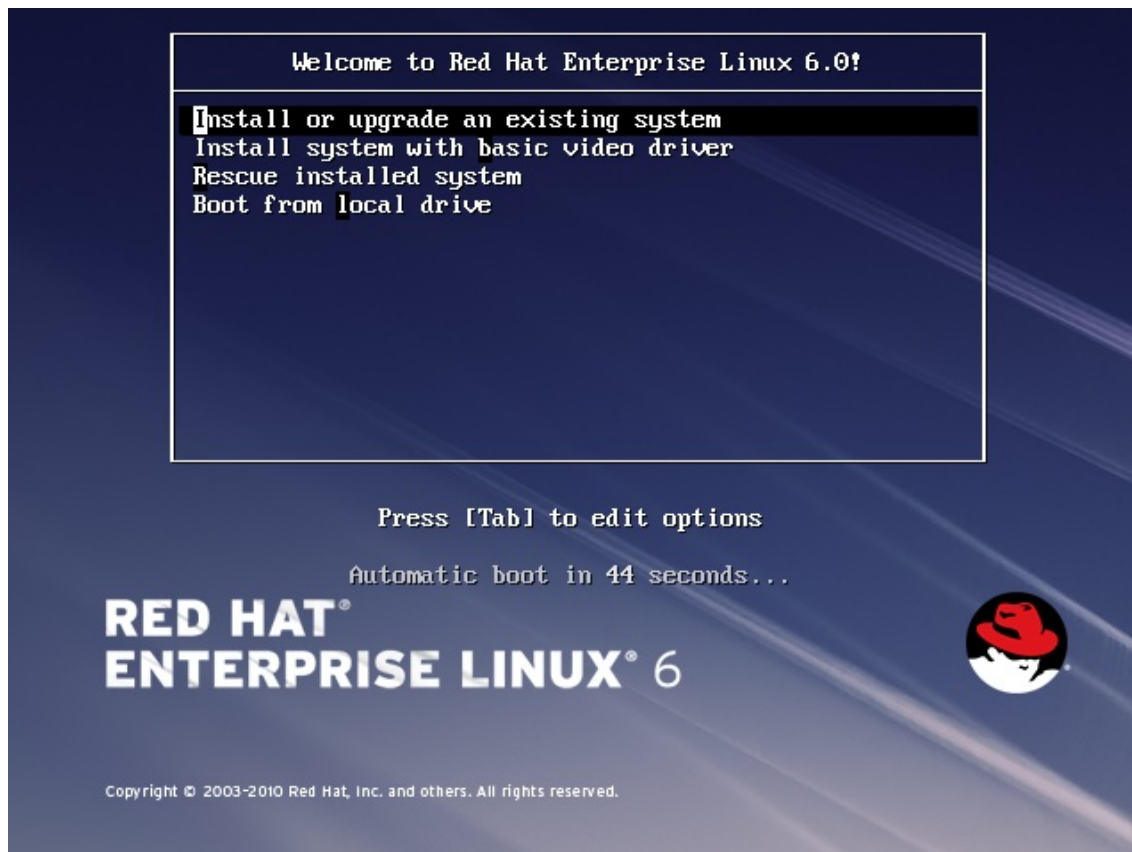 Welcome to Red Hat Enterprise Linux 6.0!
Install or upgrade an existing system
Install system with basic video driver
Rescue installed system
Boot from local drive
Press [Tab] to edit options
Automatic boot in 44 seconds...
RED HAT®
ENTERPRISE LINUX® 6
Copyright © 2003-2010 Red Hat, Inc. and others. All rights reserved.